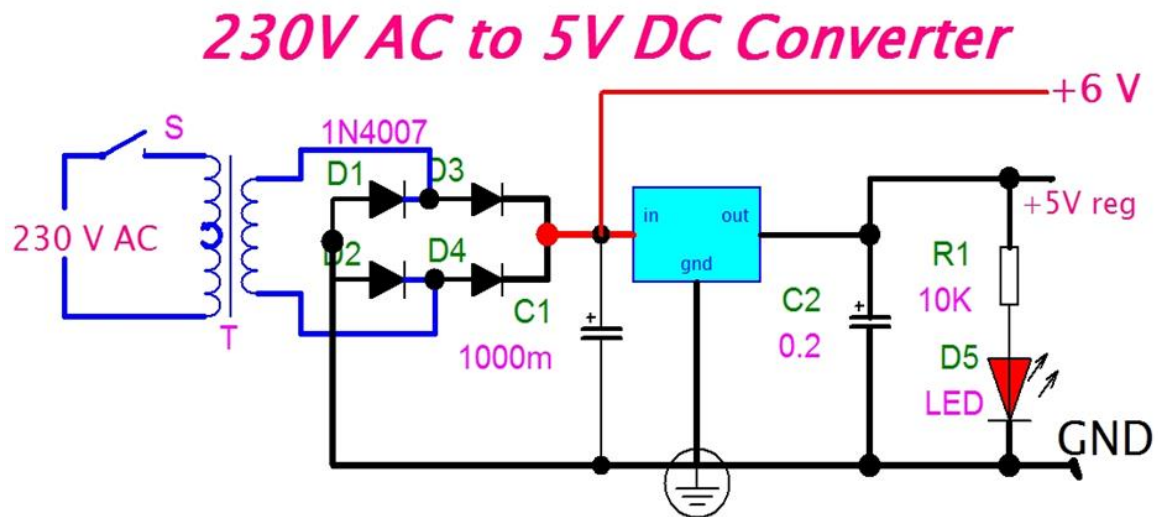 230V AC to 5V DC Converter
+6 V
S
1N4007
D1
D3
230 V AC
in
out
+5V reg
D2
D4
gnd
R1
10K
C1
C2
T
1000m
0.2
D5
LED
+
+
GND